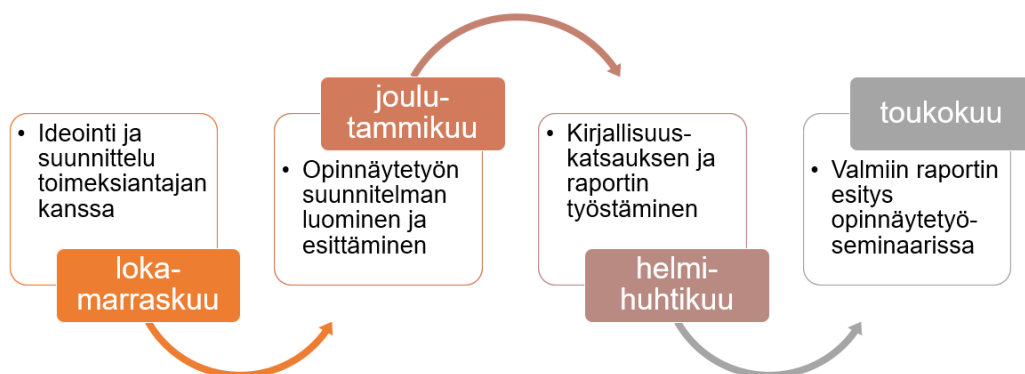 • Ideointi ja
suunnittelu
toimeksiantajan
kanssa
loka-
marraskuu
joulu-
tammikuu
• Opinnäytetyön
suunnitelman
luominen ja
esittäminen
• Kirjallisuus-
katsauksen ja
raportin
työstäminen
helmi-
huhtikuu
toukokuu
• Valmiin raportin
esitys
opinnäytetyö-
seminaarissa